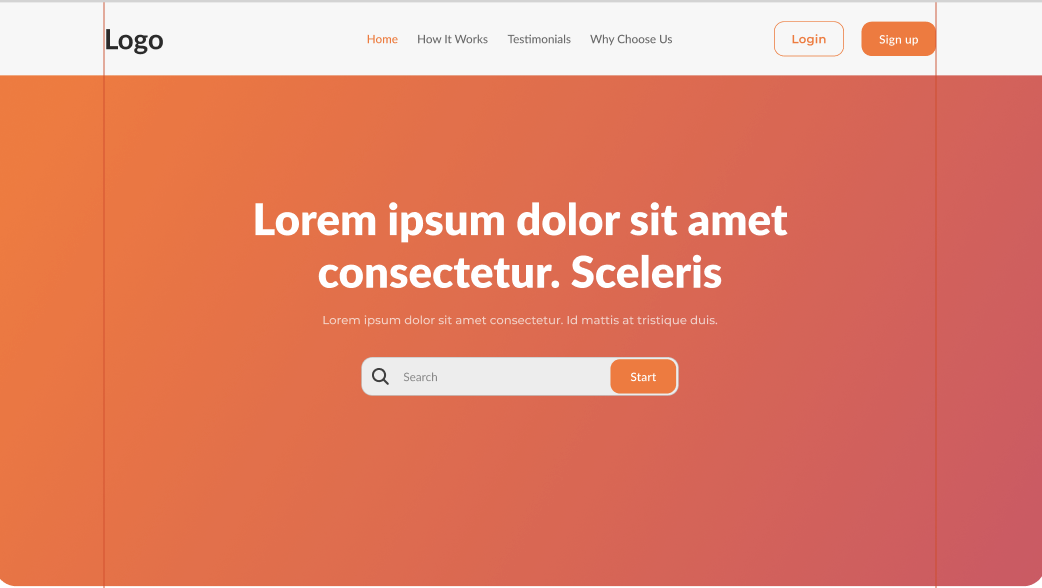 Logo
Home How It Works Testimonials Why Choose Us
Login Sign up
Lorem ipsum dolor sit amet
consectetur. Sceleris
Lorem ipsum dolor sit amet consectetur. Id mattis at tristique duis.
Search Start